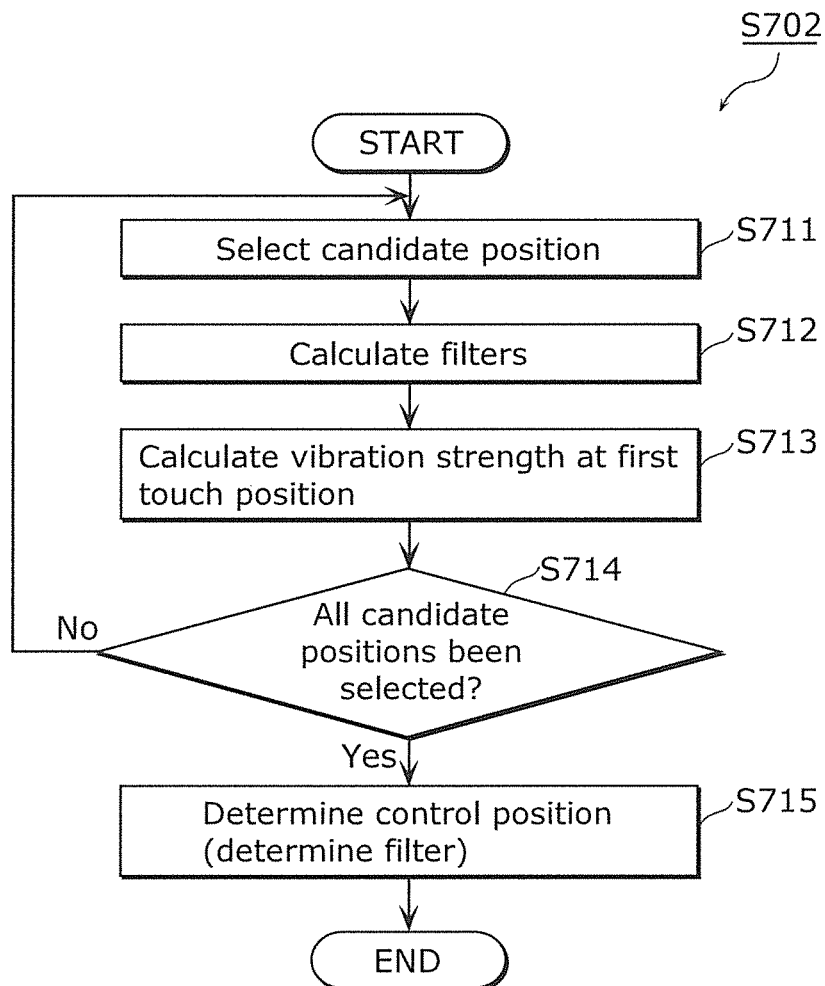 S702
START
Select candidate position
S711
Calculate filters
S712
Calculate vibration strength at first
touch position
S713
S714
All candidate
positions been
selected?
No
Yes
Determine control position
(determine filter)
S715
END